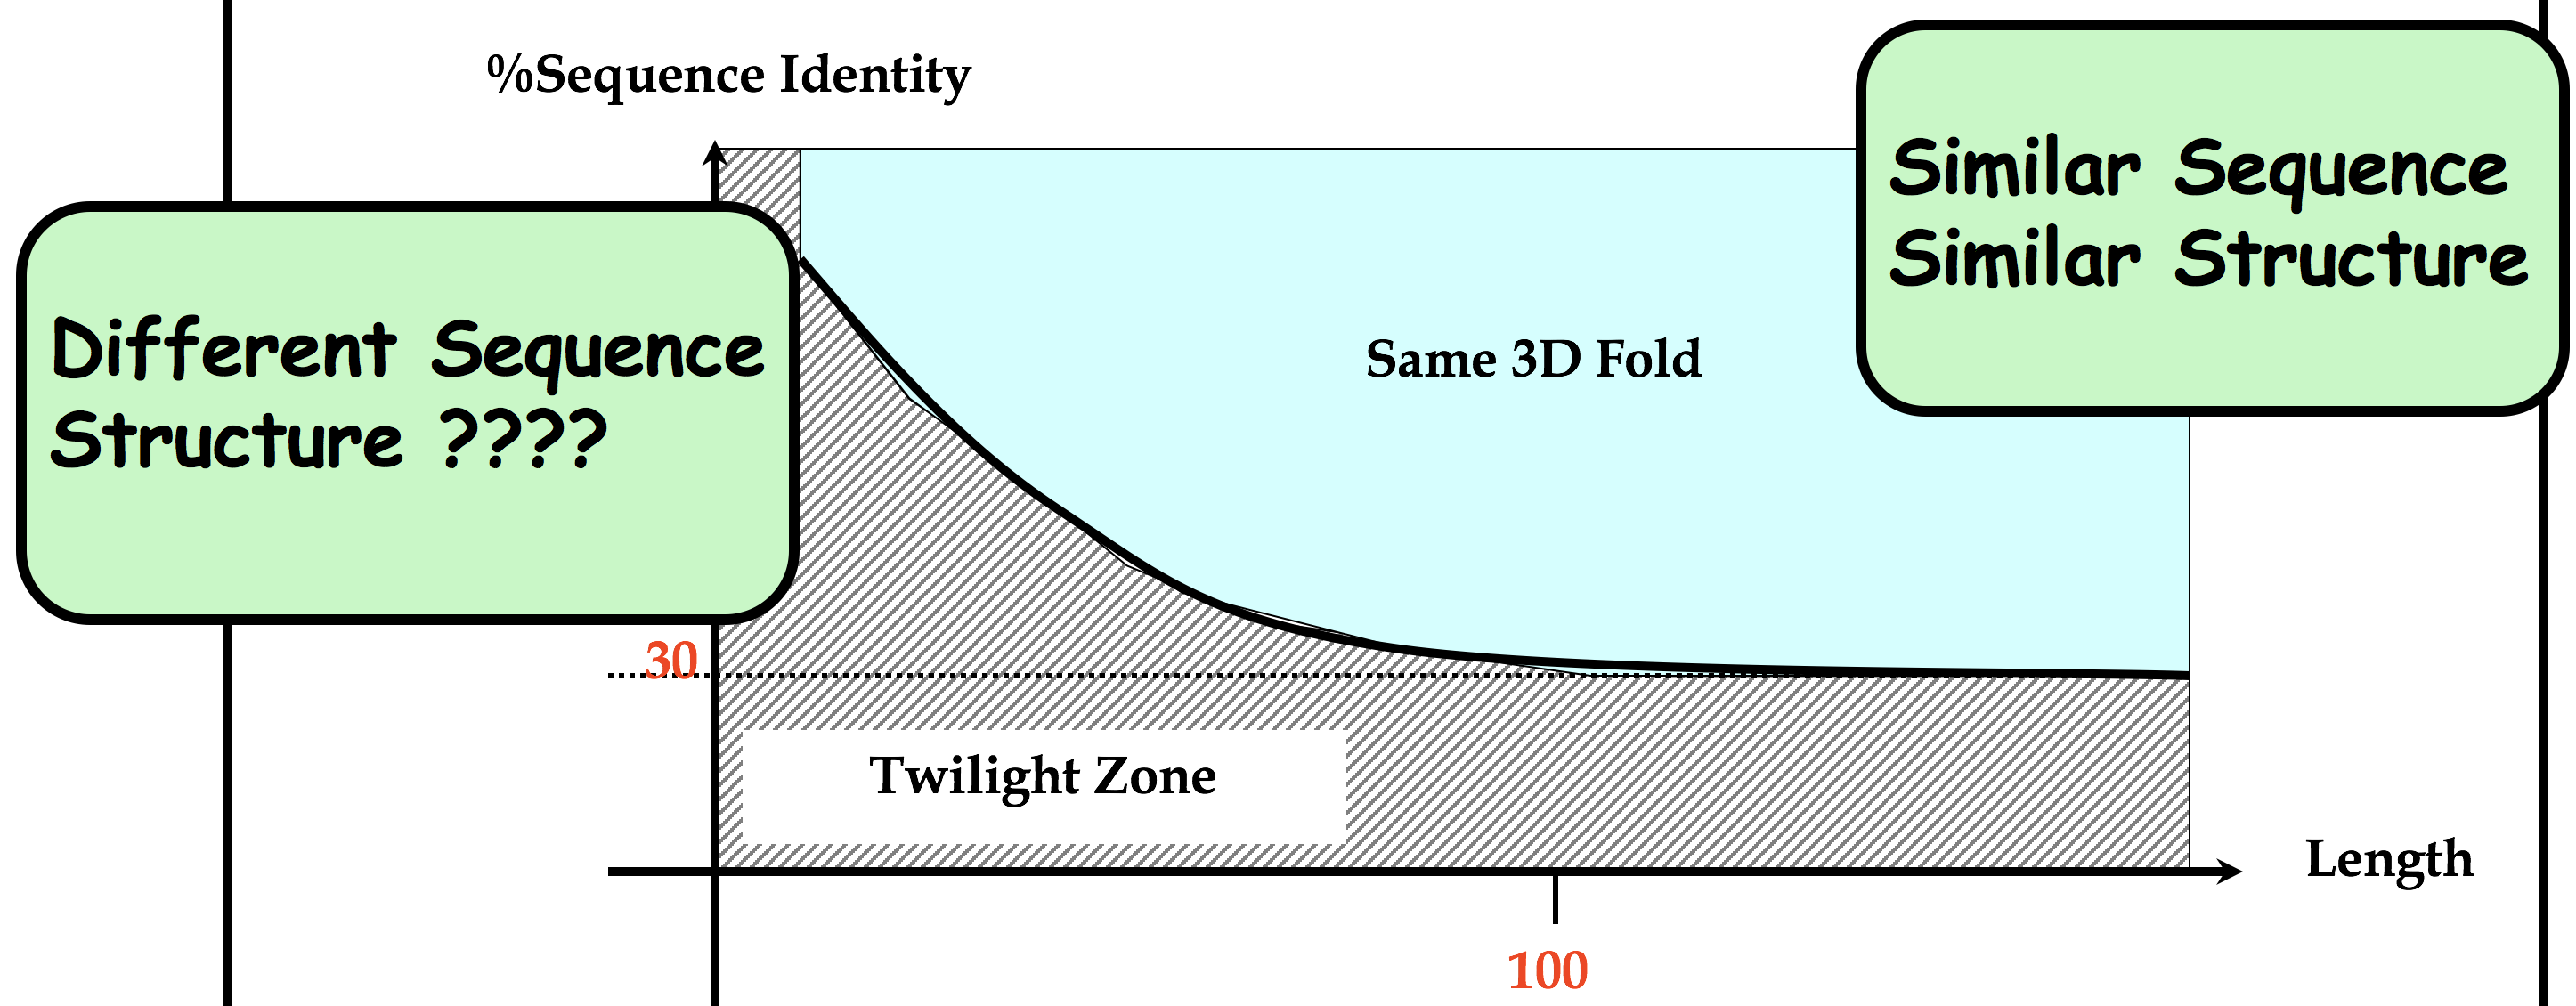 %Sequence Identity
Similar Sequence
Similar Structure
Different Sequence
Structure ????
Same 3D Fold
30
Twilight Zone
Length
100